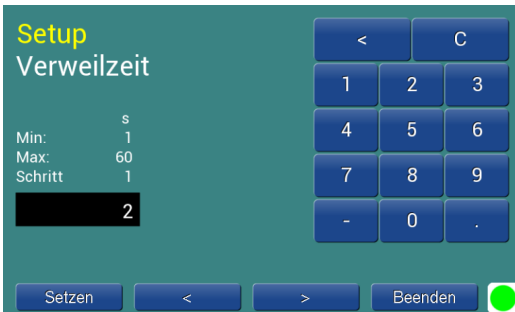 Setup
Verweilzeit
s
Min: 1
Max: 60
Schritt 1
2
< C
1 2 3
4 5 6
7 8 9
- 0 .
Setzen < > Beenden